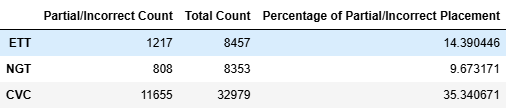 Partial/Incorrect Count Total Count Percentage of Partial/Incorrect Placement
ETT 1217 8457 14.390446
NGT 808 8353 9.673171
CVC 11655 32979 35.340671